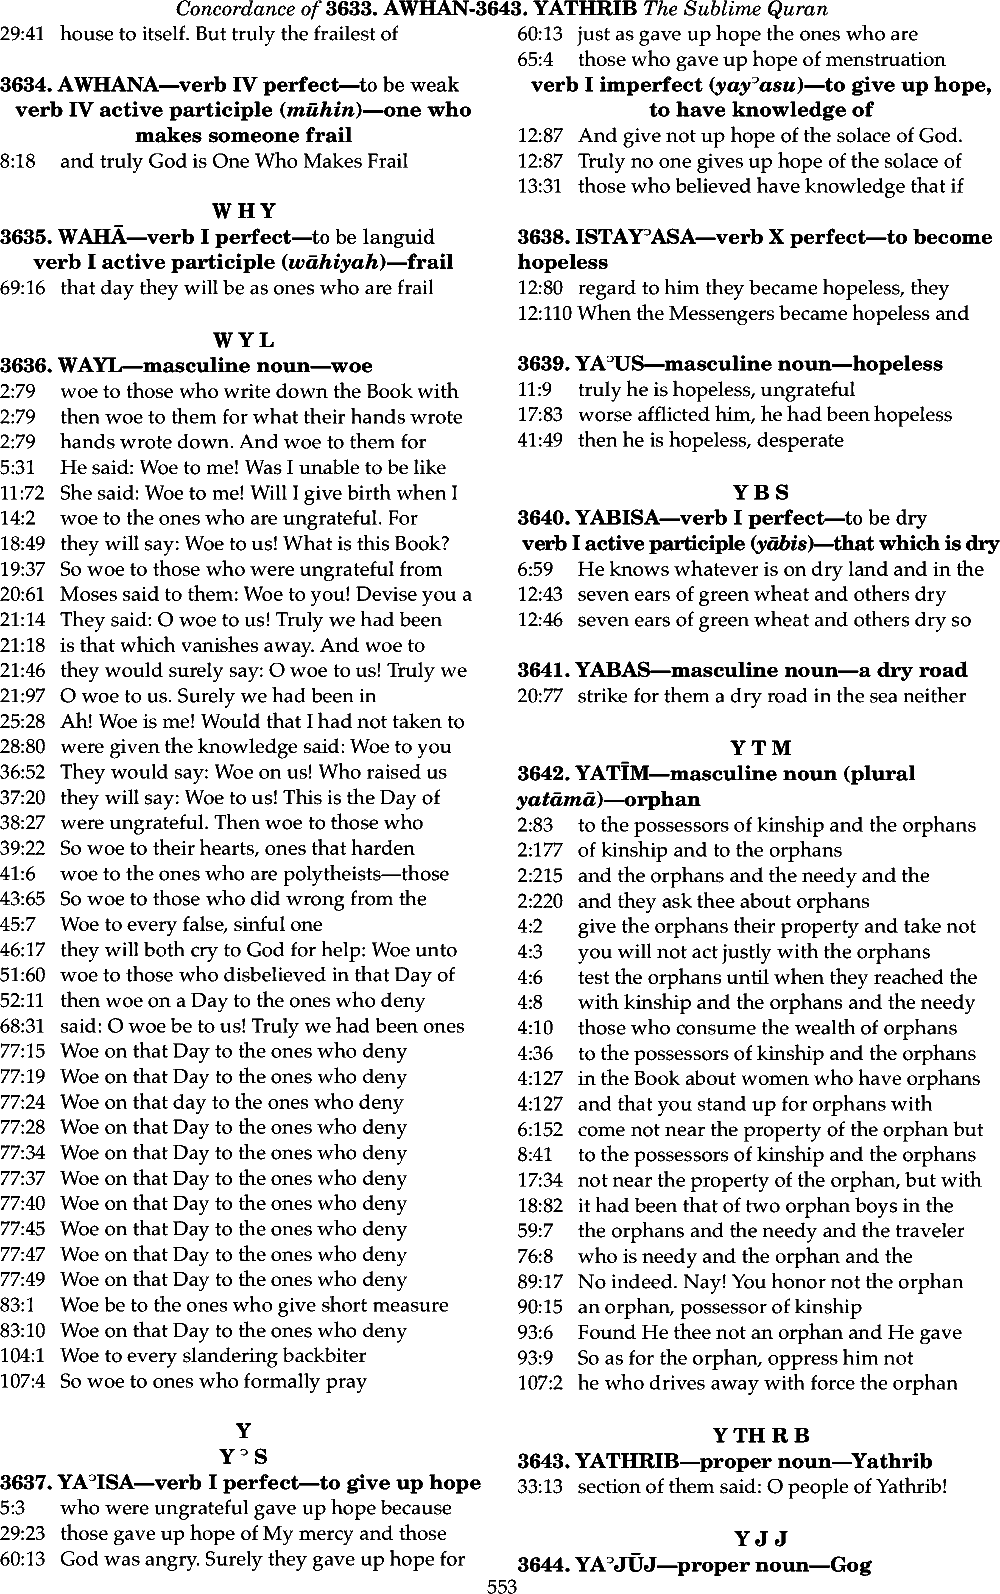 Concordance of 3633. AWHAN-3643. YATHRIB The Sublime Quran
29:41 house to itself. But truly the frailest of
3634. AWHANA—verb IV perfect—to be weak
verb IV active participle (mūhin)—one who
makes someone frail
8:18 and truly God is One Who Makes Frail
W H Y
3635. WAHĀ—verb I perfect—to be languid
verb I active participle (wāhiyah)—frail
69:16 that day they will be as ones who are frail
W Y L
3636. WAYL—masculine noun—woe
2:79 woe to those who write down the Book with
2:79 then woe to them for what their hands wrote
2:79 hands wrote down. And woe to them for
5:31 He said: Woe to me! Was I unable to be like
11:72 She said: Woe to me! Will I give birth when I
14:2 woe to the ones who are ungrateful. For
18:49 they will say: Woe to us! What is this Book?
19:37 So woe to those who were ungrateful from
20:61 Moses said to them: Woe to you! Devise you a
21:14 They said: O woe to us! Truly we had been
21:18 is that which vanishes away. And woe to
21:46 they would surely say: O woe to us! Truly we
21:97 O woe to us. Surely we had been in
25:28 Ah! Woe is me! Would that I had not taken to
28:80 were given the knowledge said: Woe to you
36:52 They would say: Woe on us! Who raised us
37:20 they will say: Woe to us! This is the Day of
38:27 were ungrateful. Then woe to those who
39:22 So woe to their hearts, ones that harden
41:6 woe to the ones who are polytheists—those
43:65 So woe to those who did wrong from the
45:7 Woe to every false, sinful one
46:17 they will both cry to God for help: Woe unto
51:60 woe to those who disbelieved in that Day of
52:11 then woe on a Day to the ones who deny
68:31 said: O woe be to us! Truly we had been ones
77:15 Woe on that Day to the ones who deny
77:19 Woe on that Day to the ones who deny
77:24 Woe on that day to the ones who deny
77:28 Woe on that Day to the ones who deny
77:34 Woe on that Day to the ones who deny
77:37 Woe on that Day to the ones who deny
77:40 Woe on that Day to the ones who deny
77:45 Woe on that Day to the ones who deny
77:47 Woe on that Day to the ones who deny
77:49 Woe on that Day to the ones who deny
83:1 Woe be to the ones who give short measure
83:10 Woe on that Day to the ones who deny
104:1 Woe to every slandering backbiter
107:4 So woe to ones who formally pray
Y
Y ʾ S
3637. YAʾISA—verb I perfect—to give up hope
5:3 who were ungrateful gave up hope because
29:23 those gave up hope of My mercy and those
60:13 God was angry. Surely they gave up hope for
60:13 just as gave up hope the ones who are
65:4 those who gave up hope of menstruation
verb I imperfect (yayʾasu)—to give up hope,
to have knowledge of
12:87 And give not up hope of the solace of God.
12:87 Truly no one gives up hope of the solace of
13:31 those who believed have knowledge that if
3638. ISTAYʾASA—verb X perfect—to become
hopeless
12:80 regard to him they became hopeless, they
12:110 When the Messengers became hopeless and
3639. YAʾUS—masculine noun—hopeless
11:9 truly he is hopeless, ungrateful
17:83 worse afflicted him, he had been hopeless
41:49 then he is hopeless, desperate
Y B S
3640. YABISA—verb I perfect—to be dry
verb I active participle (yābis)—that which is dry
6:59 He knows whatever is on dry land and in the
12:43 seven ears of green wheat and others dry
12:46 seven ears of green wheat and others dry so
3641. YABAS—masculine noun—a dry road
20:77 strike for them a dry road in the sea neither
Y T M
3642. YATĪM—masculine noun (plural
yatāmā)—orphan
2:83 to the possessors of kinship and the orphans
2:177 of kinship and to the orphans
2:215 and the orphans and the needy and the
2:220 and they ask thee about orphans
4:2 give the orphans their property and take not
4:3 you will not act justly with the orphans
4:6 test the orphans until when they reached the
4:8 with kinship and the orphans and the needy
4:10 those who consume the wealth of orphans
4:36 to the possessors of kinship and the orphans
4:127 in the Book about women who have orphans
4:127 and that you stand up for orphans with
6:152 come not near the property of the orphan but
8:41 to the possessors of kinship and the orphans
17:34 not near the property of the orphan, but with
18:82 it had been that of two orphan boys in the
59:7 the orphans and the needy and the traveler
76:8 who is needy and the orphan and the
89:17 No indeed. Nay! You honor not the orphan
90:15 an orphan, possessor of kinship
93:6 Found He thee not an orphan and He gave
93:9 So as for the orphan, oppress him not
107:2 he who drives away with force the orphan
Y TH R B
3643. YATHRIB—proper noun—Yathrib
33:13 section of them said: O people of Yathrib!
Y J J
3644. YAʾJŪJ—proper noun—Gog
553